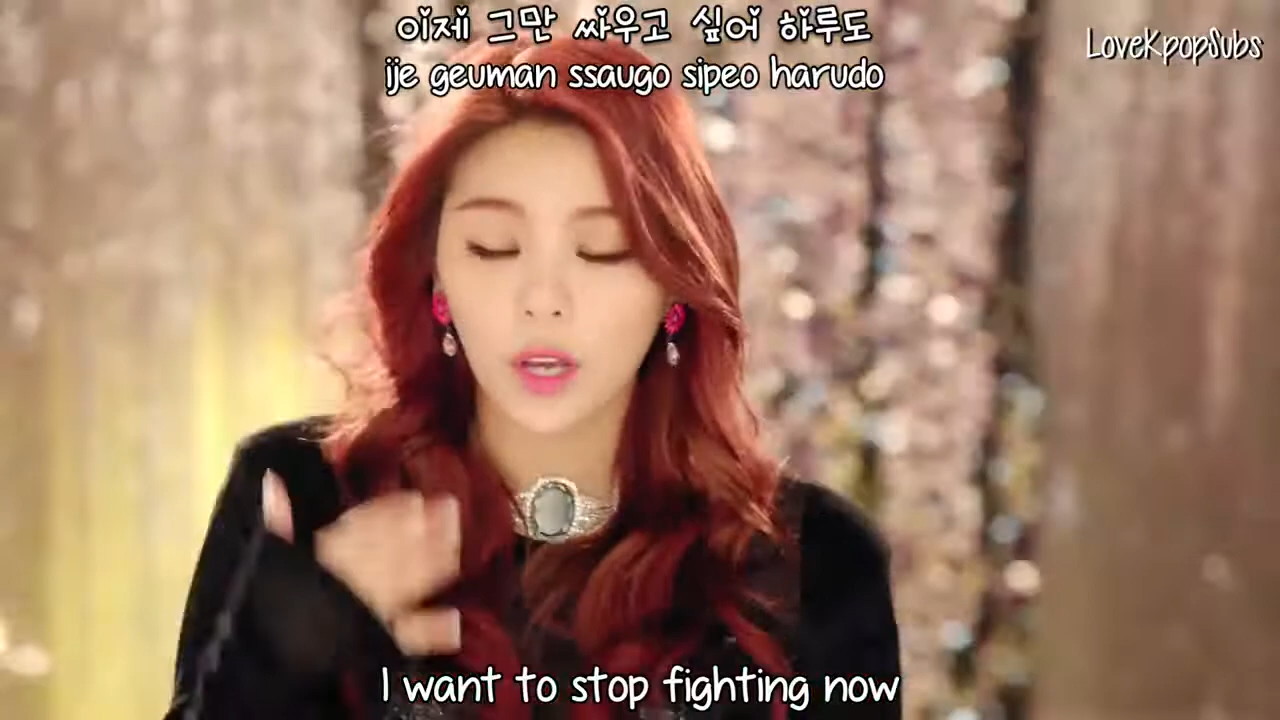 이제 그만 싸우고 싶어 하루도
LoveKpopSubs
ije geuman ssaugo sipeo harudo
I want to stop fighting now